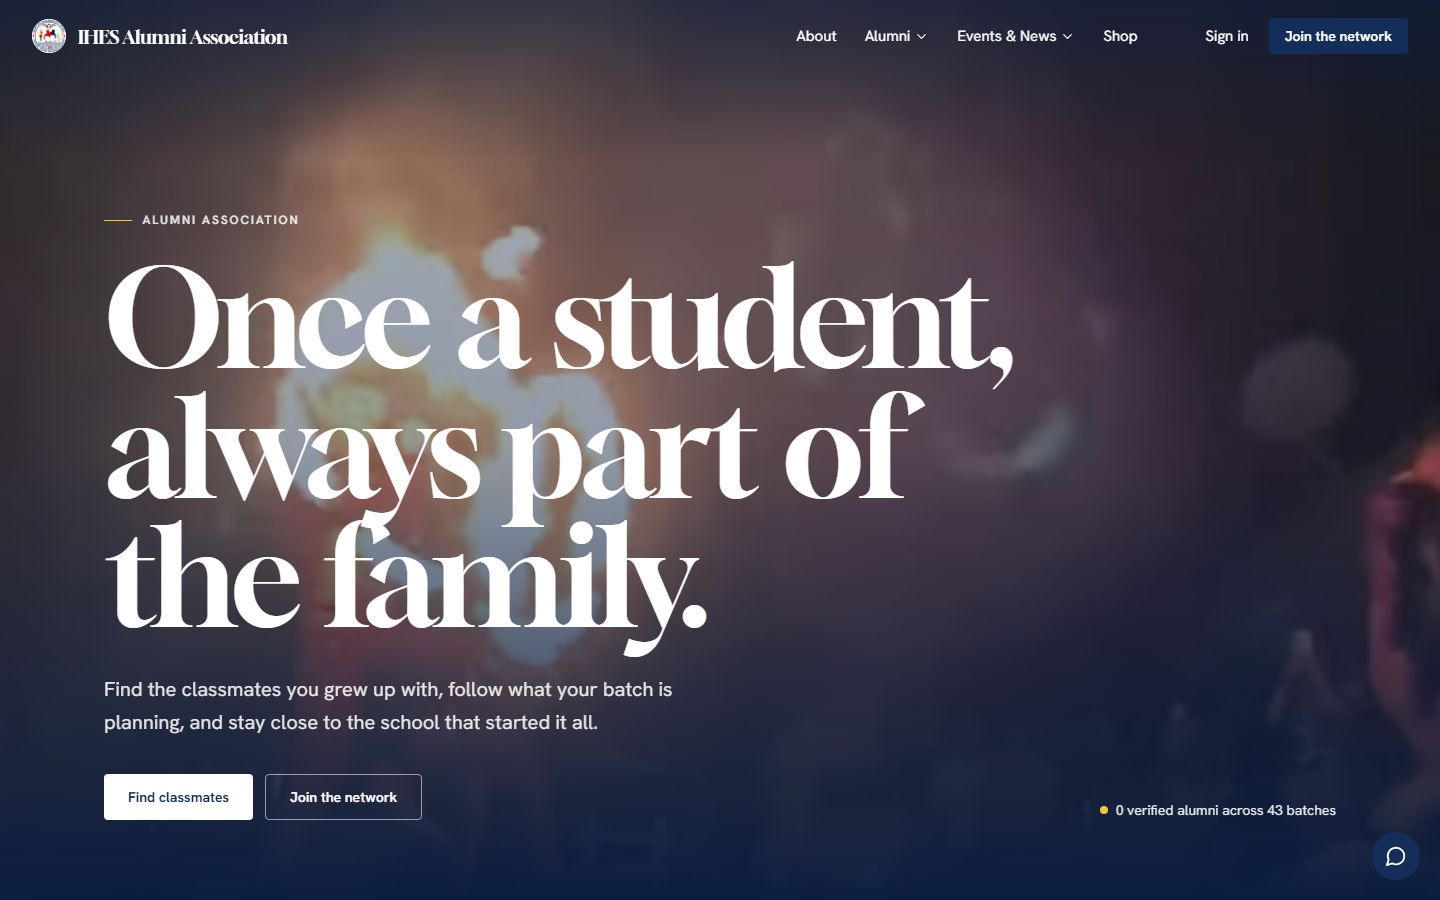 IHES Alumni Association
About
Alumni
Events & News
Shop
Sign in
Join the network
ALUMNI ASSOCIATION
Once a student,
always part of
the family.
Find the classmates you grew up with, follow what your batch is
planning, and stay close to the school that started it all.
Find classmates
Join the network
0 verified alumni across 43 batches